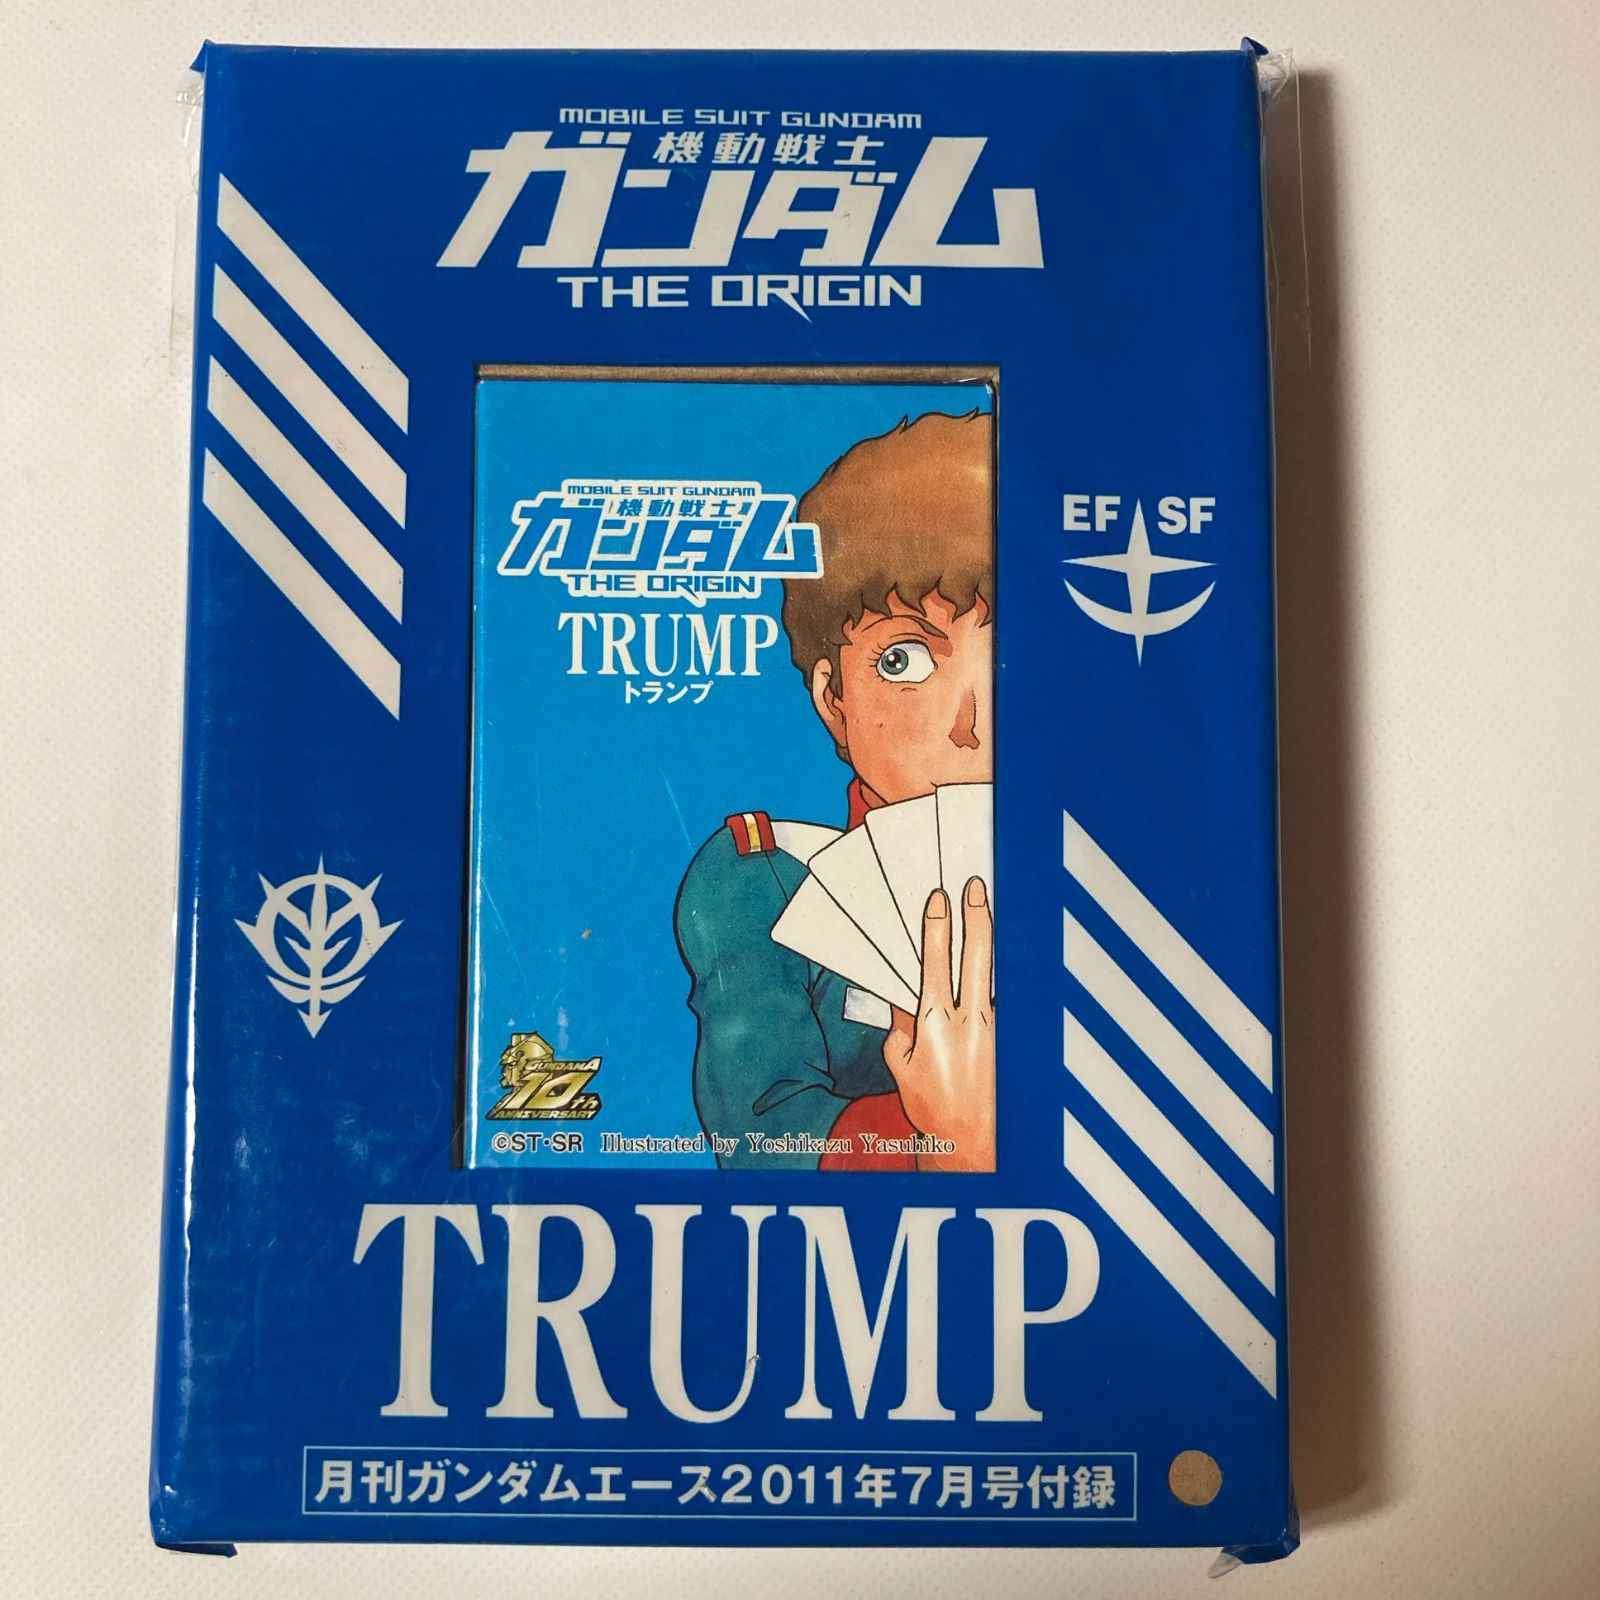 MOBILE SUIT GUNDAM
機動戦士
ガンダム
THE ORIGIN
MOBILE SUIT GUNDAM
機動戦士
ガンダム
THE ORIGIN
TRUMP
トランプ
EF SF
GUNDAM A
10th
ANNIVERSARY
©ST・SR Illustrated by Yoshikazu Yasuhiko
TRUMP
月刊ガンダムエース2011年7月号付録